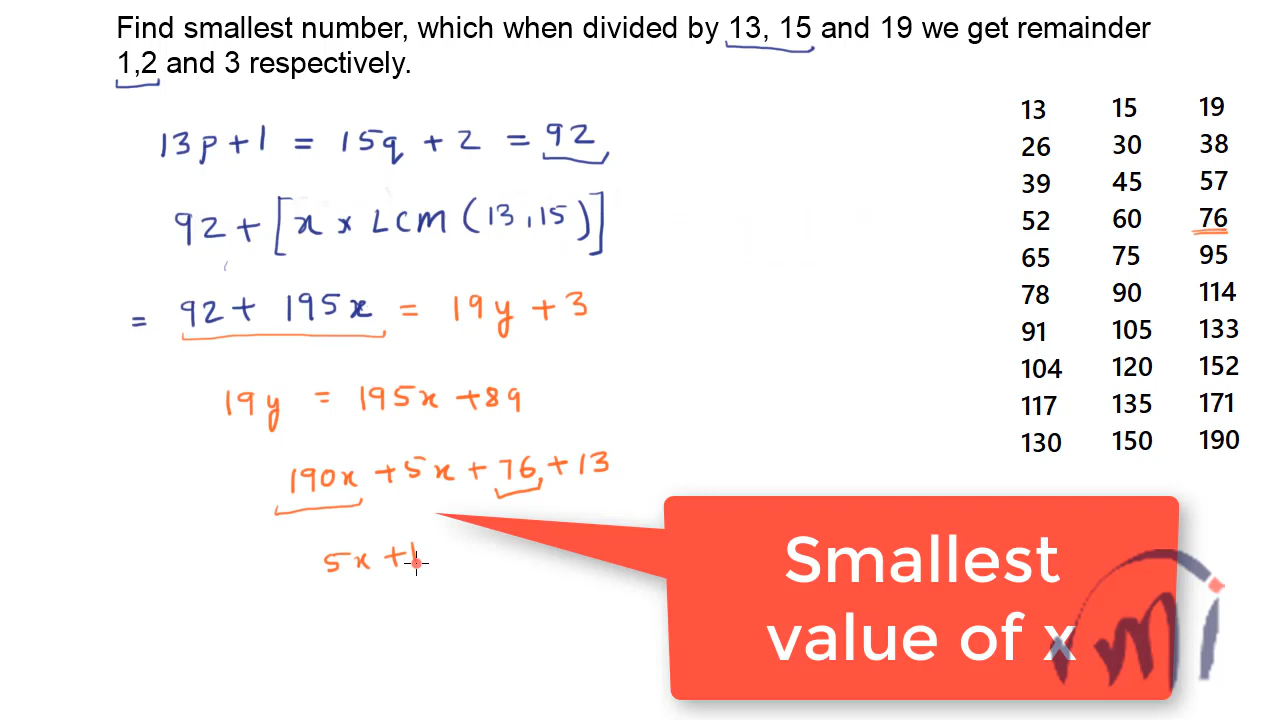 Find smallest number, which when divided by 13, 15 and 19 we get remainder
1,2 and 3 respectively.
13p+1 = 15q + 2 = 92
92 + [x × LCM (13,15)]
= 92 + 195x = 19y + 3
19y = 195x +89
190x +5x + 76 +13
5x +1
13 15 19
26 30 38
39 45 57
52 60 76
65 75 95
78 90 114
91 105 133
104 120 152
117 135 171
130 150 190
Smallest
value of x